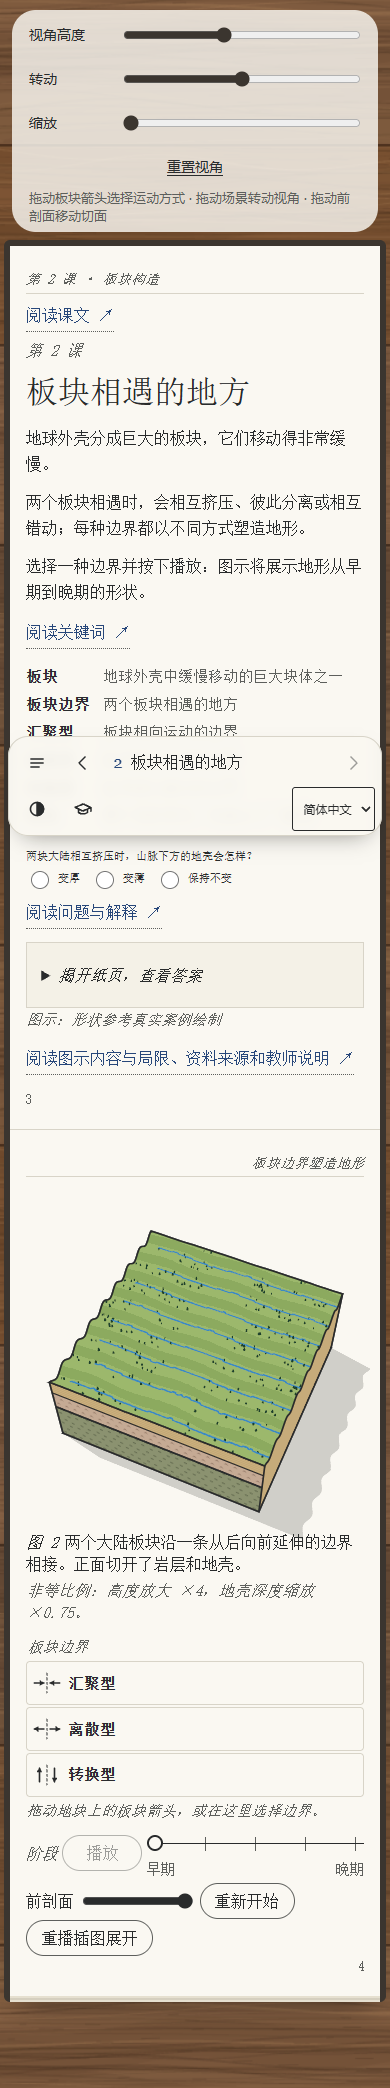 视角高度
转动
缩放
重置视角
拖动板块箭头选择运动方式 · 拖动场景转动视角 · 拖动前
剖面移动切面
第 2 课 · 板块构造
阅读课文 ↗
第 2 课
板块相遇的地方
地球外壳分成巨大的板块，它们移动得非常缓
慢。
两个板块相遇时，会相互挤压、彼此分离或相互
错动；每种边界都以不同方式塑造地形。
选择一种边界并按下播放：图示将展示地形从早
期到晚期的形状。
阅读关键词 ↗
板块 地球外壳中缓慢移动的巨大块体之一
板块边界 两个板块相遇的地方
汇聚型 板块相向运动的边界
2 板块相遇的地方
简体中文
两块大陆相互挤压时，山脉下方的地壳会怎样？
变厚 变薄 保持不变
阅读问题与解释 ↗
▶ 揭开纸页，查看答案
图示：形状参考真实案例绘制
阅读图示内容与局限、资料来源和教师说明 ↗
3
板块边界塑造地形
图 2 两个大陆板块沿一条从后向前延伸的边界
相接。正面切开了岩层和地壳。
非等比例：高度放大 ×4，地壳深度缩放
×0.75。
板块边界
汇聚型
离散型
转换型
拖动地块上的板块箭头，或在这里选择边界。
阶段 播放
早期 晚期
前剖面 重新开始
重播插图展开
4